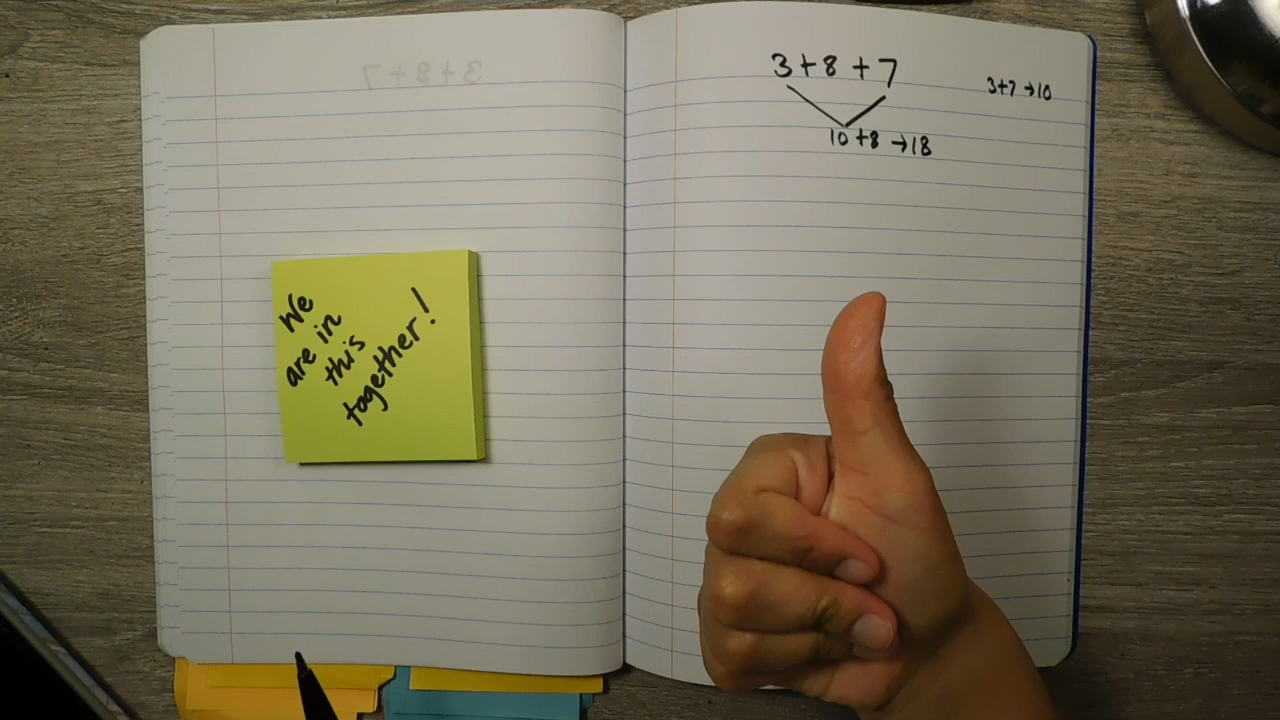 3+8+7
3+7→10
10+8→18
We
are in
this
together!